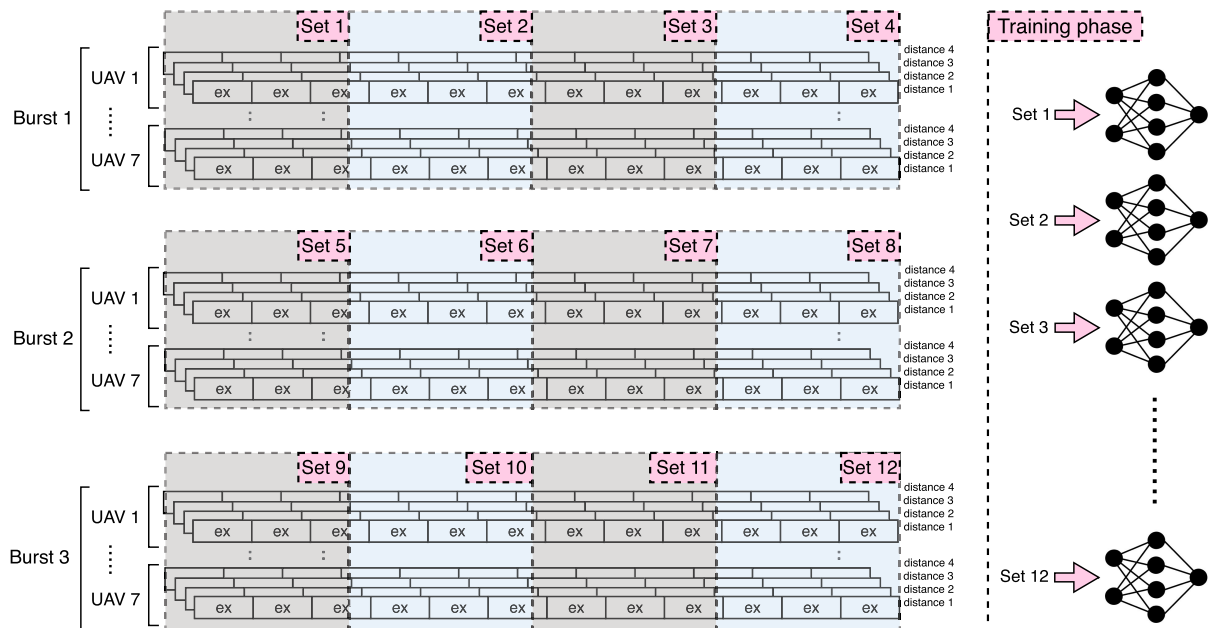 Set 1 Set 2 Set 3 Set 4 Training phase
distance 4
distance 3
UAV 1
distance 2
ex ex ex ex ex ex ex ex ex ex ex ex distance 1
Burst 1
Set 1
distance 4
distance 3
UAV 7
distance 2
ex ex ex ex ex ex ex ex ex ex ex ex distance 1
Set 2
Set 5 Set 6 Set 7 Set 8
distance 4
distance 3
UAV 1
distance 2
ex ex ex ex ex ex ex ex ex ex ex ex distance 1
Burst 2
Set 3
distance 4
distance 3
UAV 7
distance 2
ex ex ex ex ex ex ex ex ex ex ex ex distance 1
Set 9 Set 10 Set 11 Set 12
distance 4
distance 3
UAV 1
distance 2
ex ex ex ex ex ex ex ex ex ex ex ex distance 1
Burst 3
distance 4
Set 12
distance 3
UAV 7
distance 2
ex ex ex ex ex ex ex ex ex ex ex ex distance 1